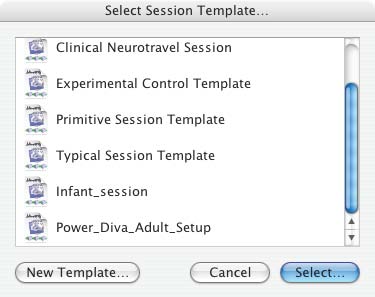 Select Session Template...
Clinical Neurotravel Session
Experimental Control Template
Primitive Session Template
Typical Session Template
Infant_session
Power_Diva_Adult_Setup
New Template... Cancel Select...